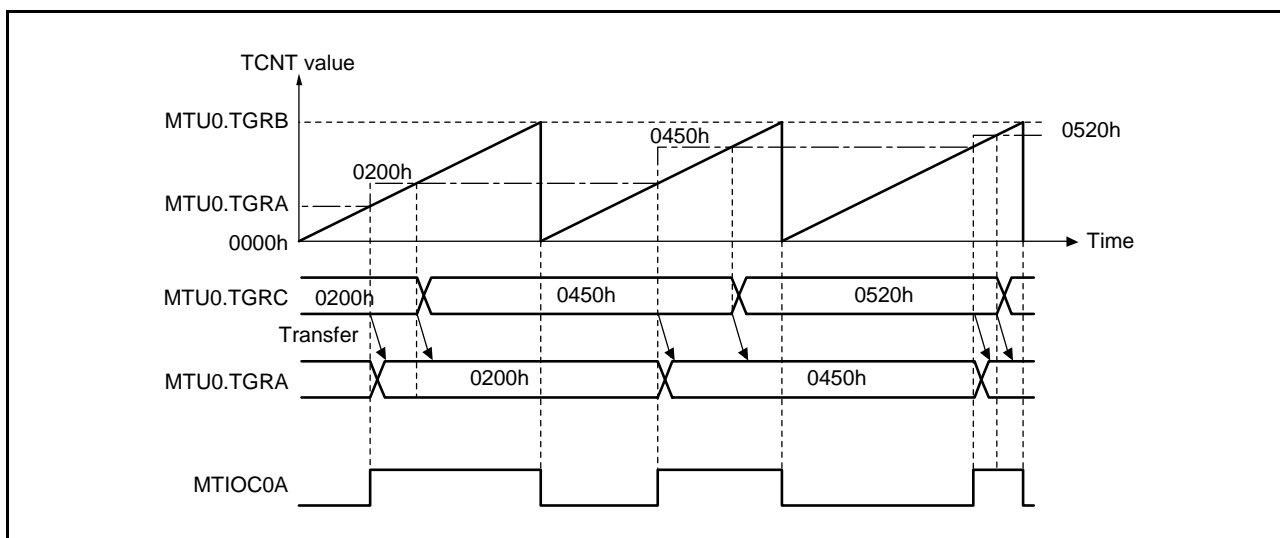 TCNT value
MTU0.TGRB
0450h
0520h
0200h
MTU0.TGRA
0000h
Time
MTU0.TGRC
0200h
0450h
0520h
Transfer
MTU0.TGRA
0200h
0450h
MTIOC0A